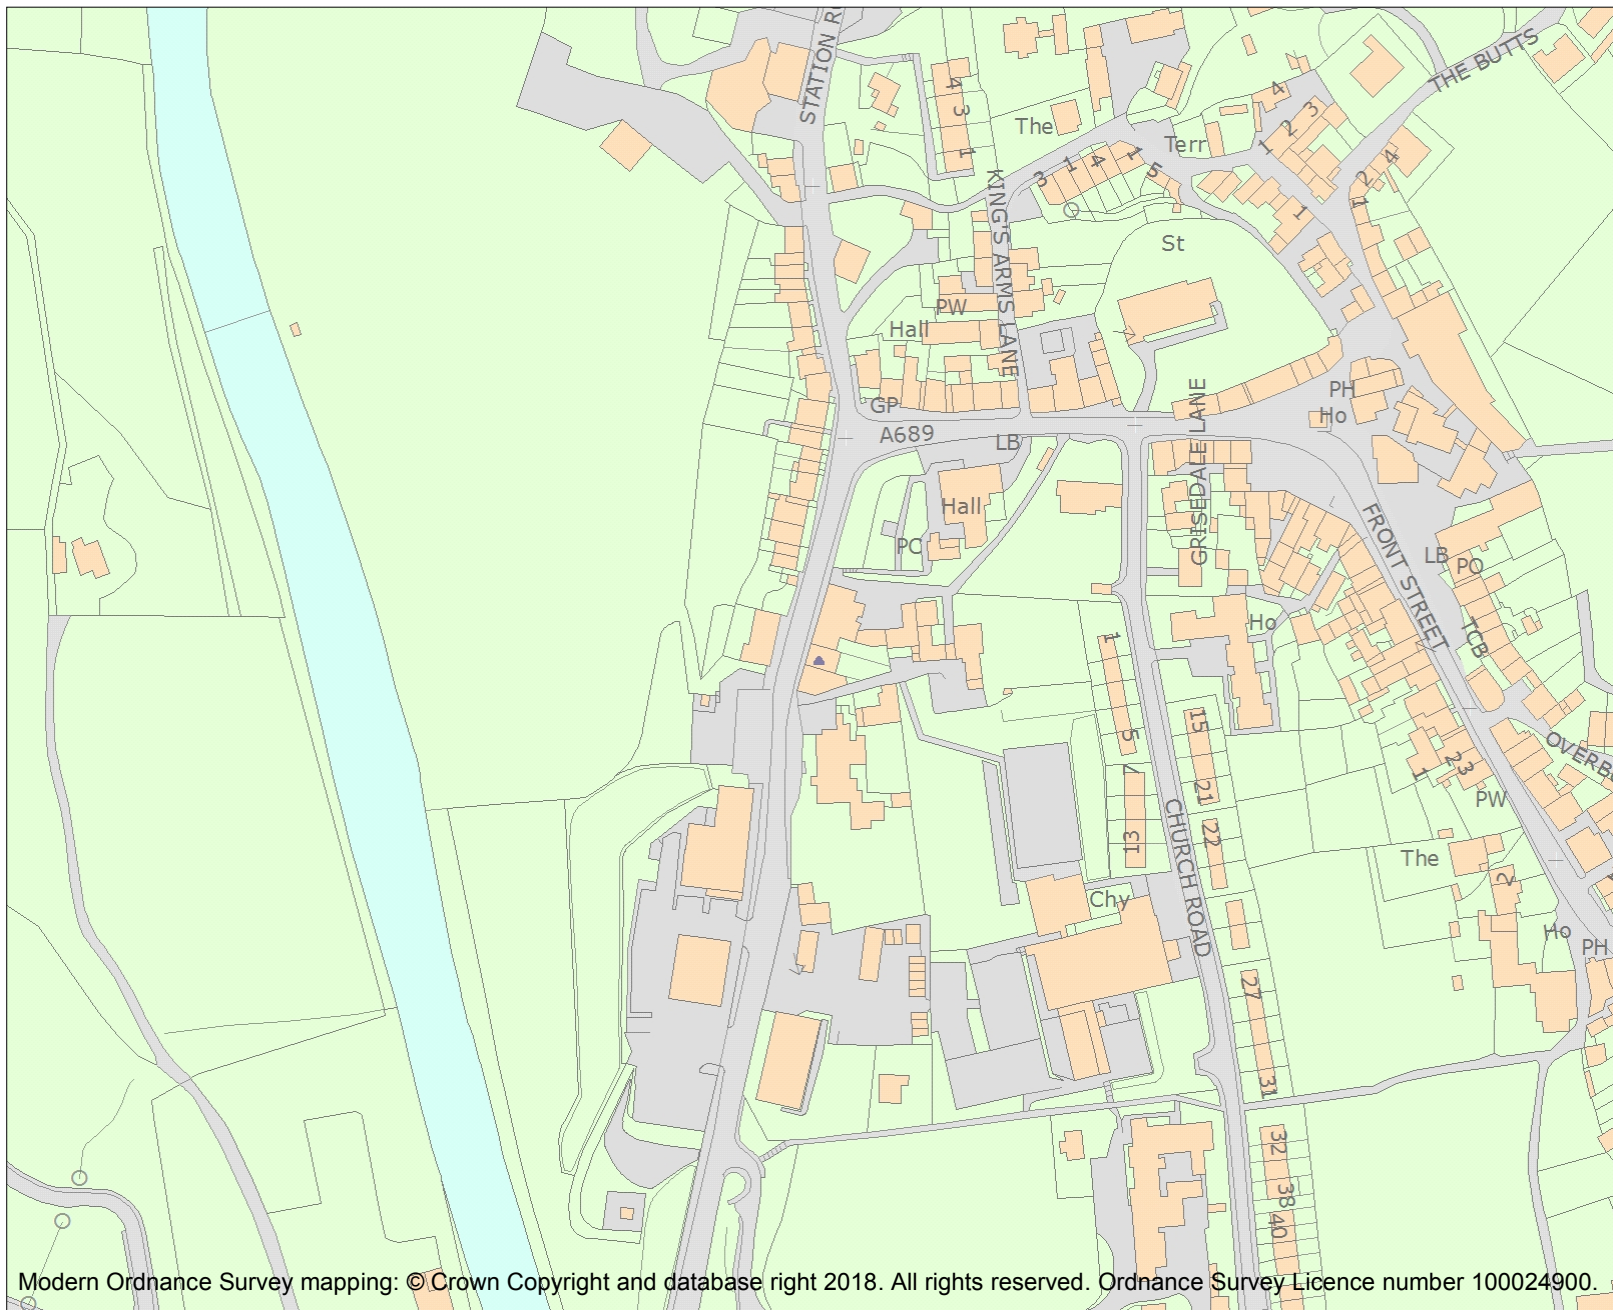 STATION R
THE BUTTS
4
3
1
The
Terr
4
3
2
1
3
1
4
1
5
2
4
1
1
KING'S ARMS LANE
St
PW
Hall
GP
A689
LB
PH
Ho
GRISEDALE LANE
Hall
PC
FRONT STREET
LB
PO
TCB
Ho
1
5
7
13
15
21
22
CHURCH ROAD
OVERB
23
1
PW
The
2
Chy
Ho
PH
27
31
32
38
40
Modern Ordnance Survey mapping: © Crown Copyright and database right 2018. All rights reserved. Ordnance Survey Licence number 100024900.